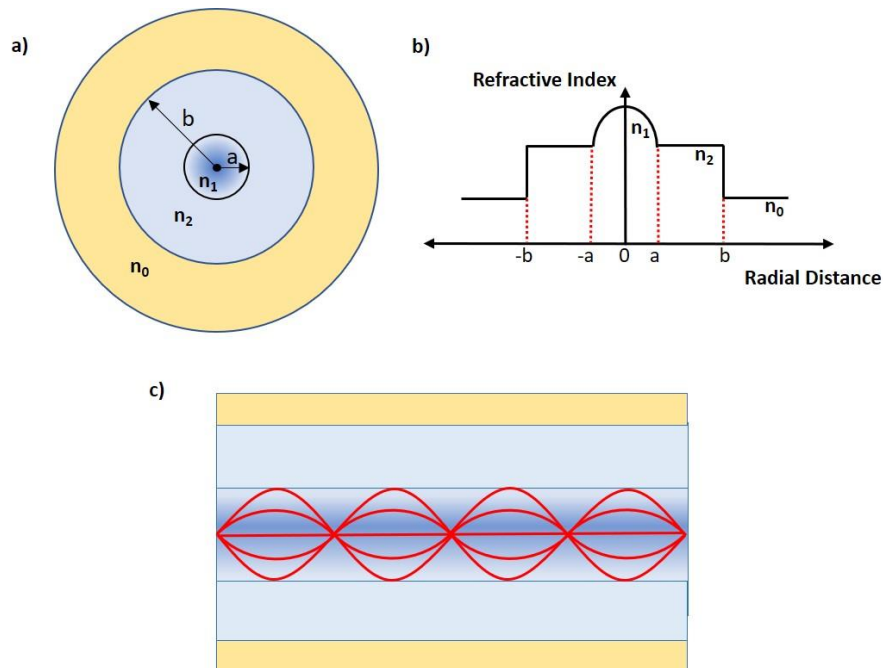 a)
b
a
n1
n2
n0
b)
Refractive Index
n1
n2
n0
-b
-a
0
a
b
Radial Distance
c)